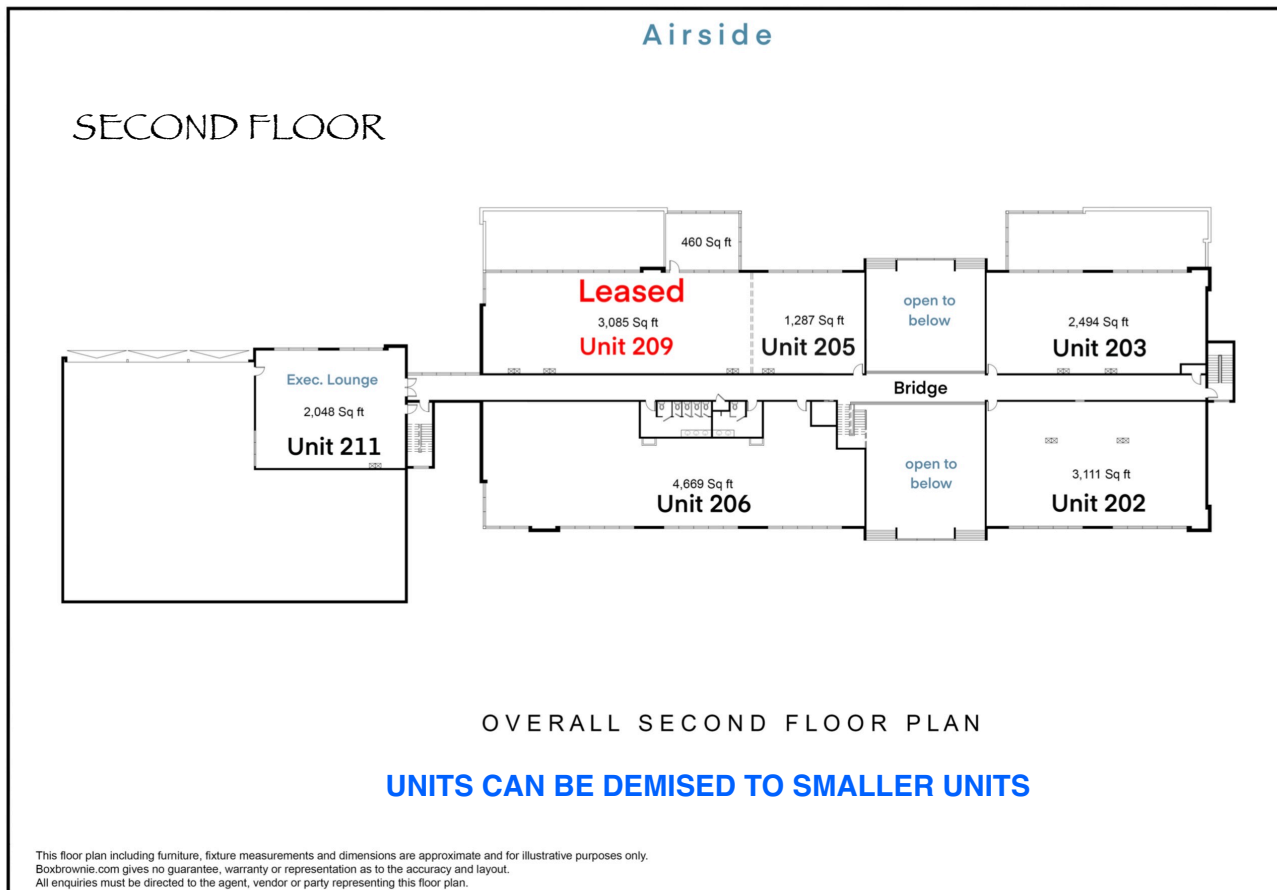 Airside
SECOND FLOOR
460 Sq ft
Leased
3,085 Sq ft
Unit 209
1,287 Sq ft
Unit 205
open to
below
2,494 Sq ft
Unit 203
Exec. Lounge
2,048 Sq ft
Unit 211
Bridge
4,669 Sq ft
Unit 206
open to
below
3,111 Sq ft
Unit 202
OVERALL SECOND FLOOR PLAN
UNITS CAN BE DEMISED TO SMALLER UNITS
This floor plan including furniture, fixture measurements and dimensions are approximate and for illustrative purposes only.
Boxbrownie.com gives no guarantee, warranty or representation as to the accuracy and layout.
All enquiries must be directed to the agent, vendor or party representing this floor plan.